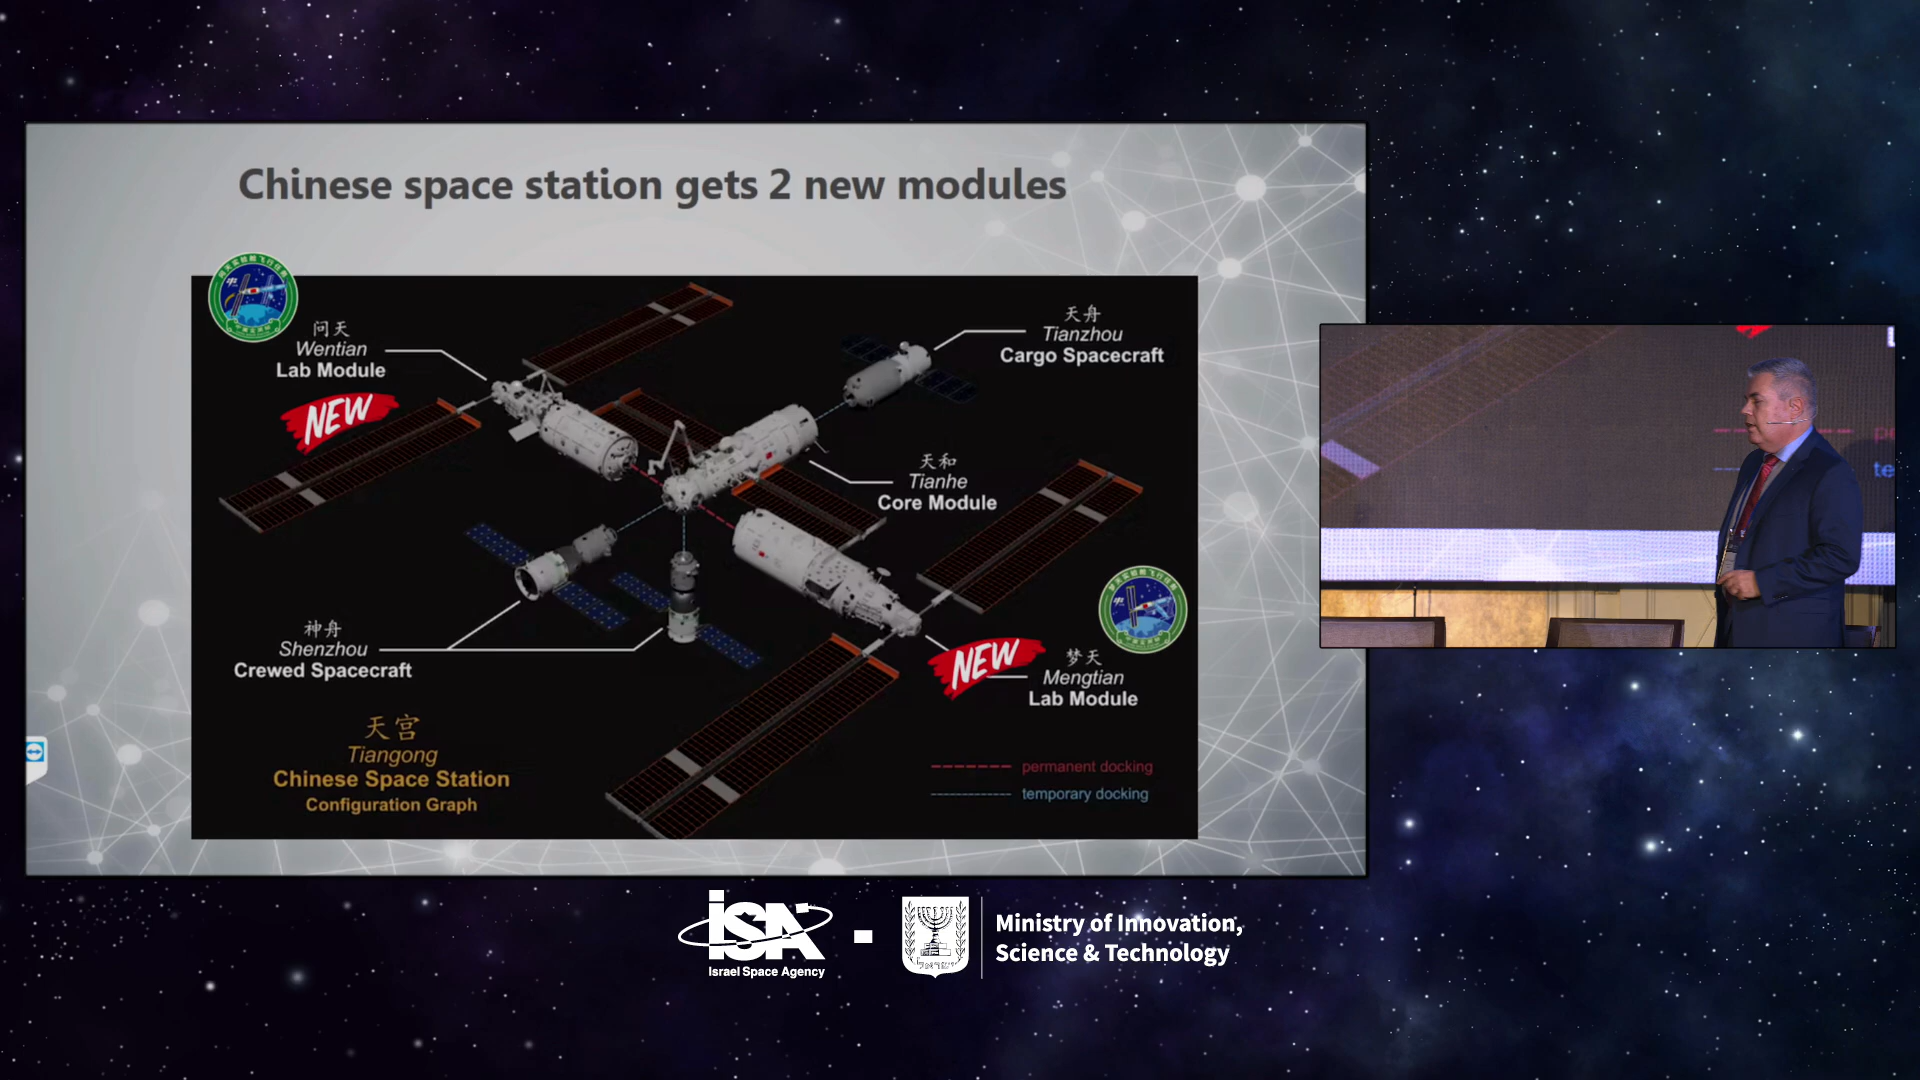 Chinese space station gets 2 new modules
问天
Wentian
Lab Module
NEW
天舟
Tianzhou
Cargo Spacecraft
天和
Tianhe
Core Module
神舟
Shenzhou
Crewed Spacecraft
NEW
梦天
Mengtian
Lab Module
天宫
Tiangong
Chinese Space Station
Configuration Graph
permanent docking
temporary docking
pe
te
iSA
Israel Space Agency
Ministry of Innovation,
Science & Technology